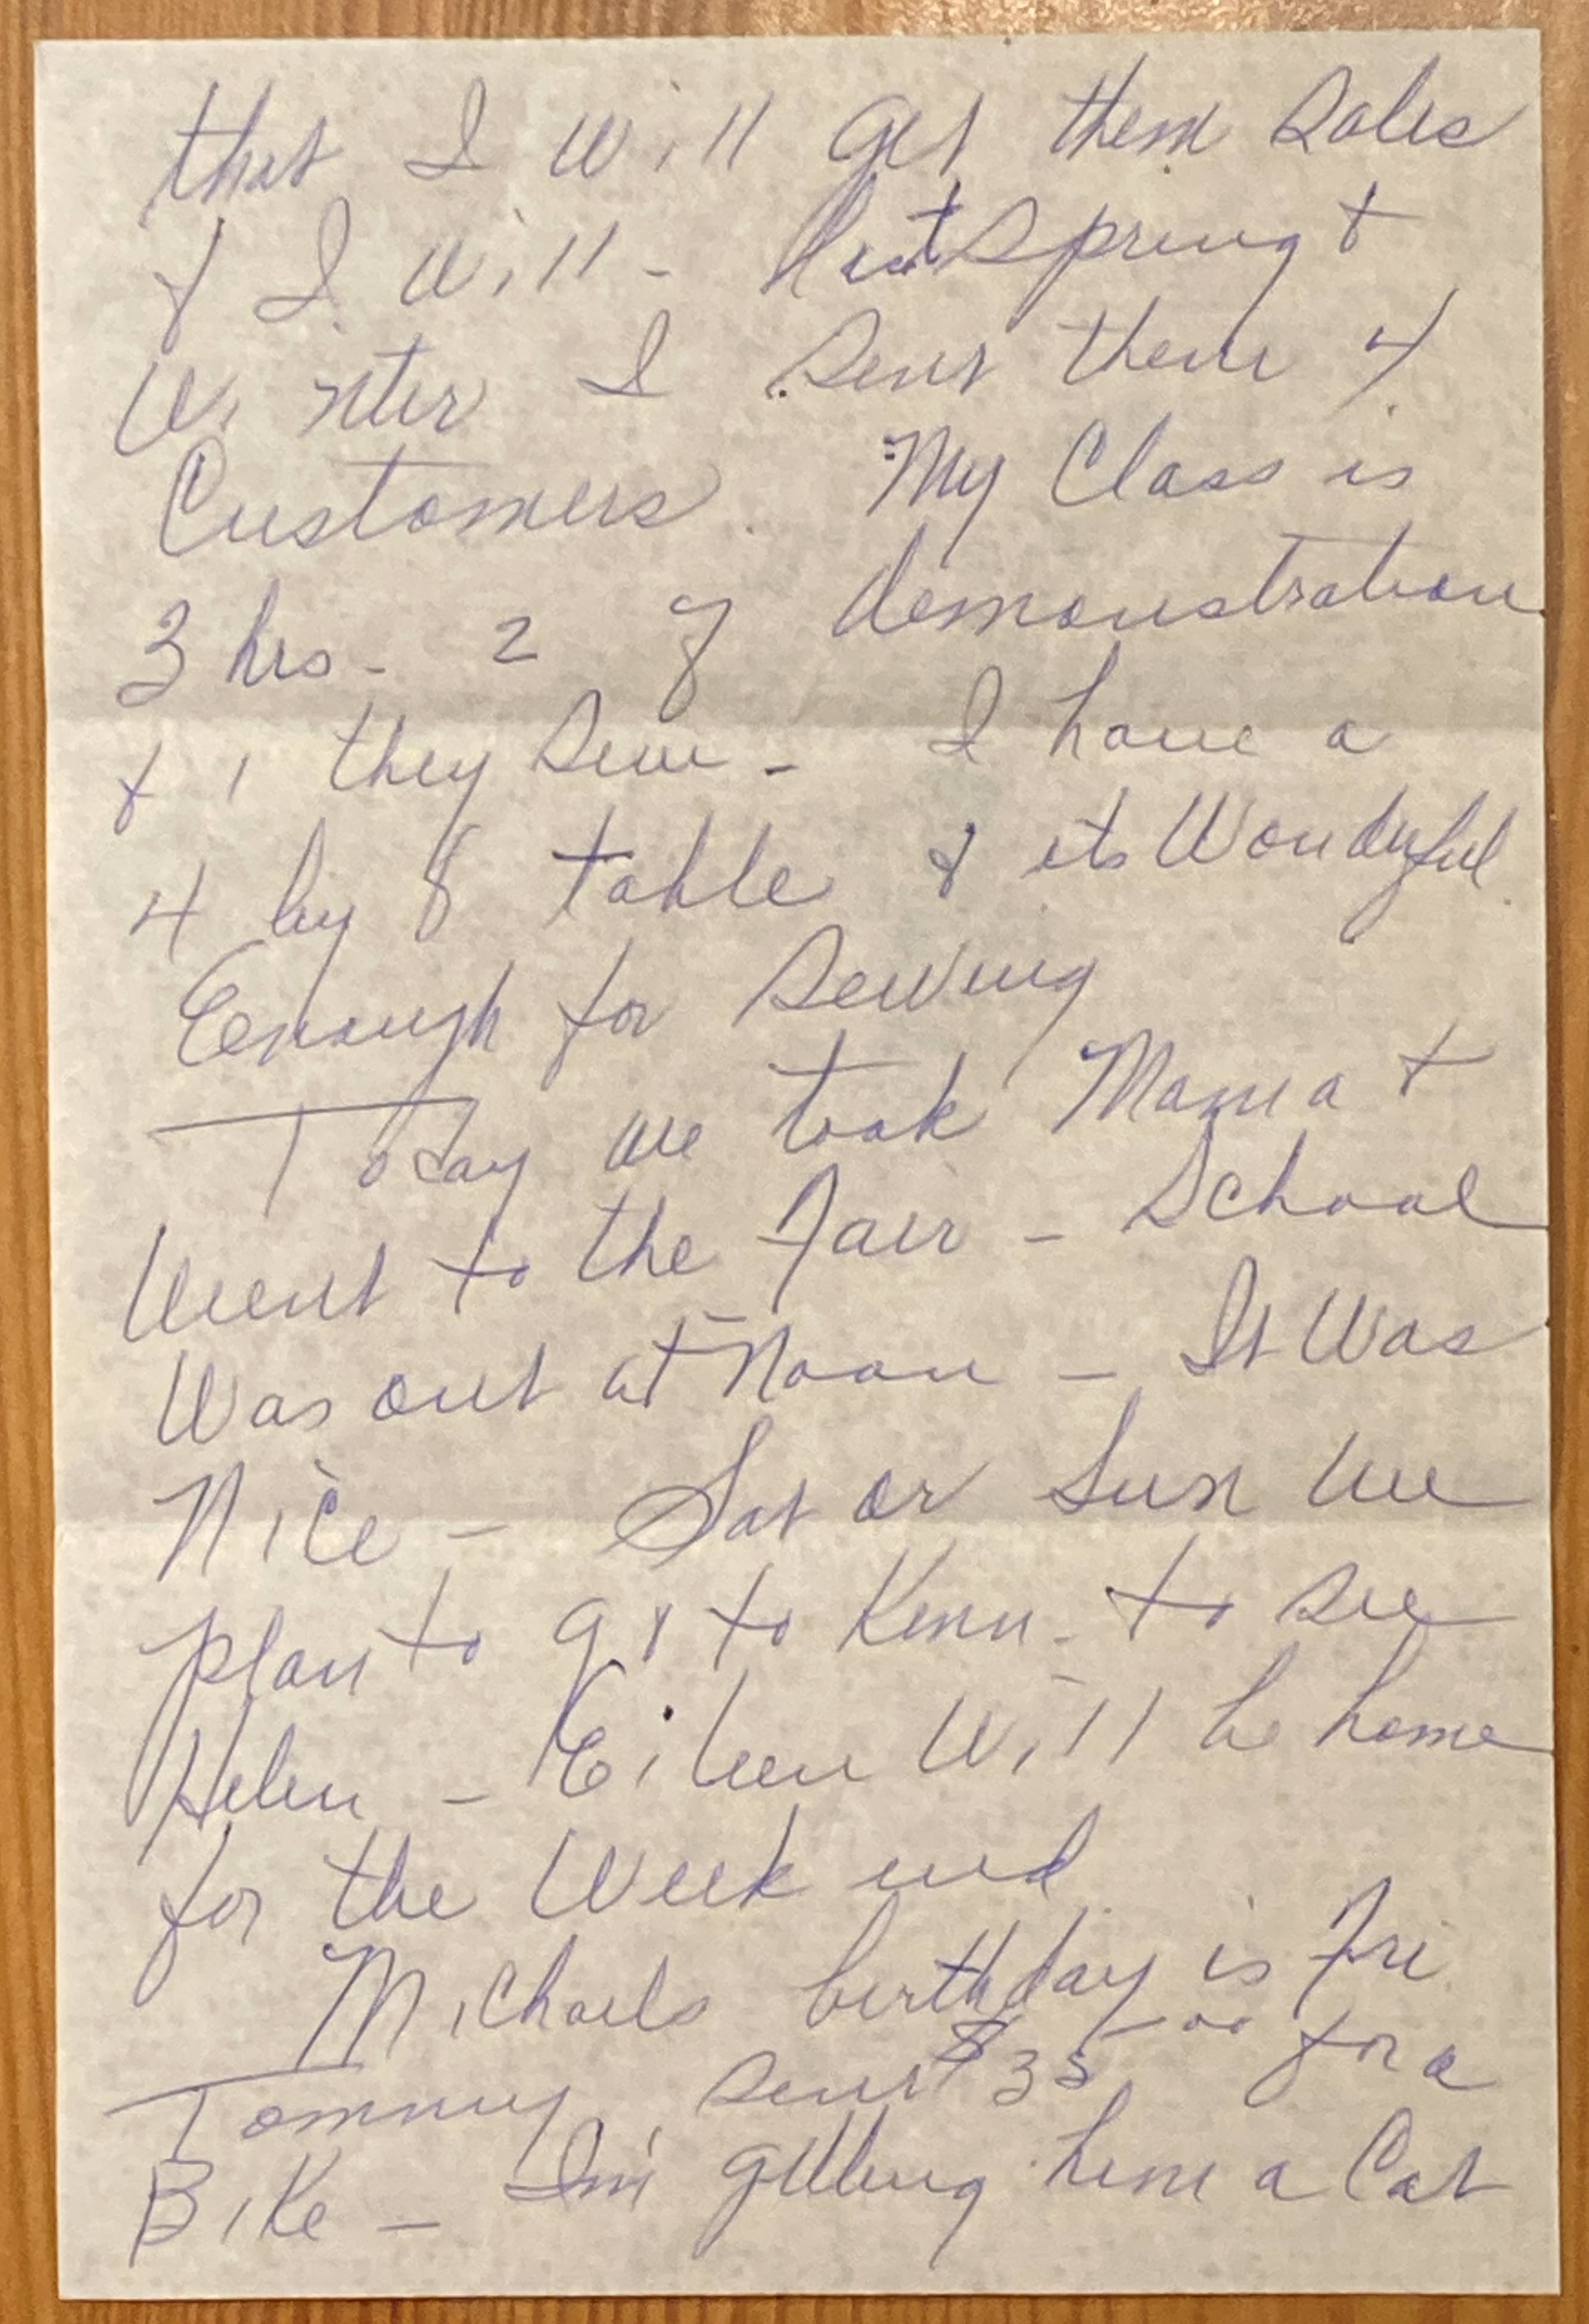 that I will get them Sales
& I will - last Spring &
Winter I sent them 4
Customers. My Class is
3 hrs - 2 of demonstration
& 1 they Sew - I have a
4 by 8 table & its Wonderful
Enough for Sewing
Today we took Mama &
Went to the Fair - School
Was out at Noon - It Was
Nice - Sat or Sun We
plan to go to Kenn. to see
Helen - Eileen Will be home
for the Week end
Michaels birthday is Fri
Tommy sent $35.00 for a
Bike - I'm getting him a Cat